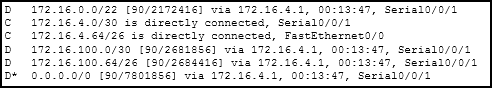 D 172.16.0.0/22 [90/2172416] via 172.16.4.1, 00:13:47, Serial0/0/1
C 172.16.4.0/30 is directly connected, Serial0/0/1
C 172.16.4.64/26 is directly connected, FastEthernet0/0
D 172.16.100.0/30 [90/2681856] via 172.16.4.1, 00:13:47, Serial0/0/1
D 172.16.100.64/26 [90/2684416] via 172.16.4.1, 00:13:47, Serial0/0/1
D* 0.0.0.0/0 [90/7801856] via 172.16.4.1, 00:13:47, Serial0/0/1